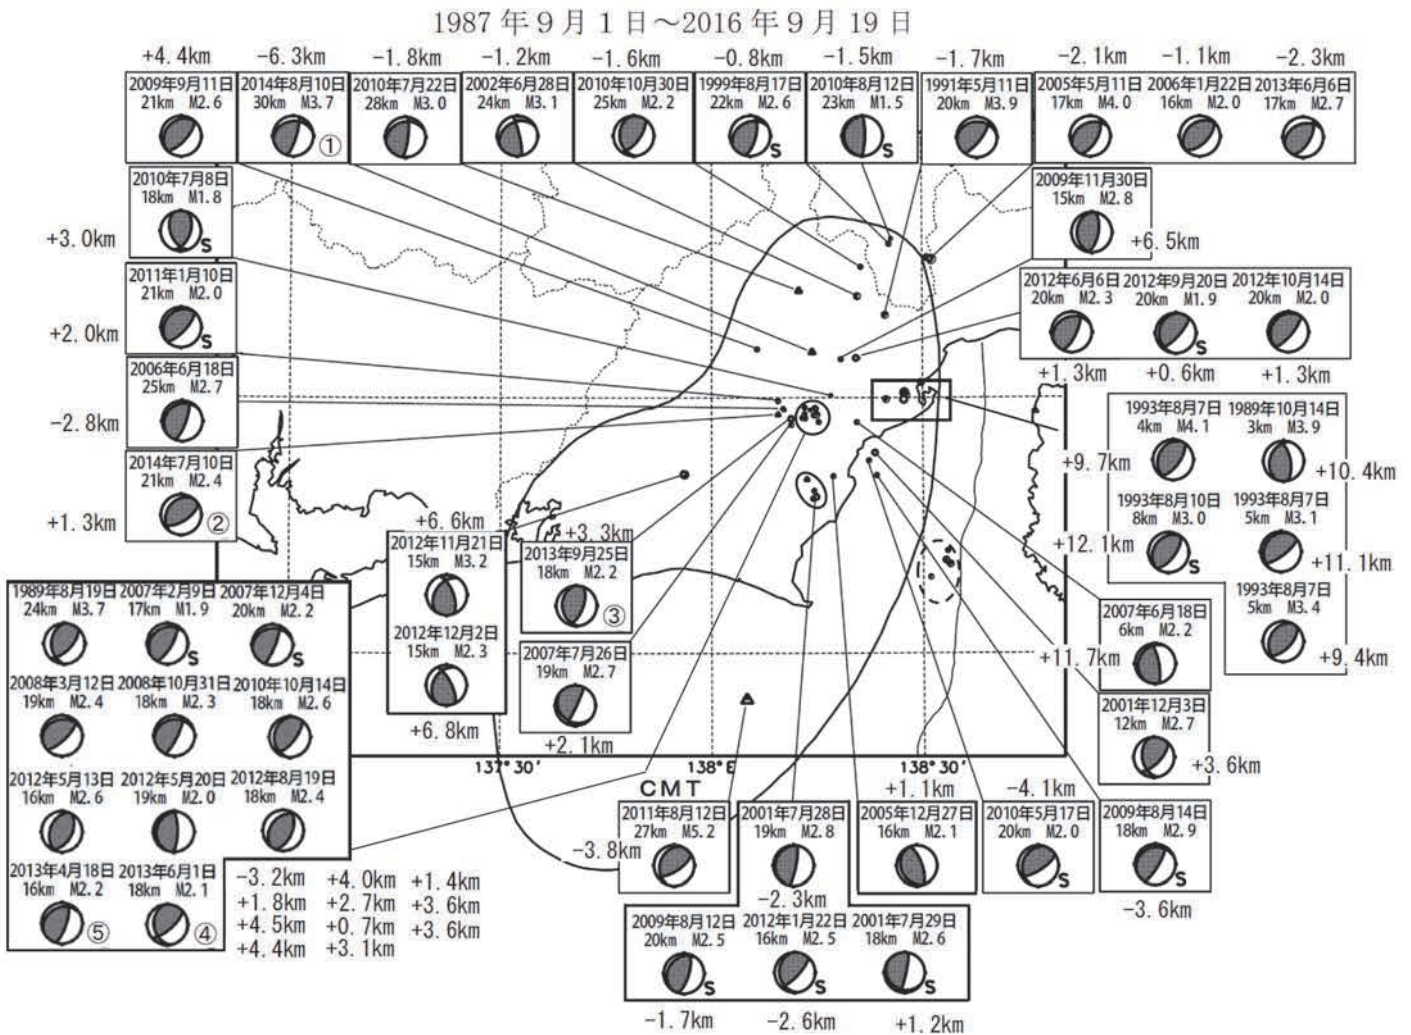 1987年9月1日～2016年9月19日
+4.4km -6.3km -1.8km -1.2km -1.6km -0.8km -1.5km -1.7km -2.1km -1.1km -2.3km
2009年9月11日
21km M2.6
2014年8月10日
30km M3.7
①
2010年7月22日
28km M3.0
2002年6月28日
24km M3.1
2010年10月30日
25km M2.2
1999年8月17日
22km M2.6
S
2010年8月12日
23km M1.5
S
1991年5月11日
20km M3.9
2005年5月11日
17km M4.0
2006年1月22日
16km M2.0
2013年6月6日
17km M2.7
2010年7月8日
18km M1.8
S
+3.0km
2009年11月30日
15km M2.8
+6.5km
2011年1月10日
21km M2.0
S
+2.0km
2012年6月6日
20km M2.3
2012年9月20日
20km M1.9
S
2012年10月14日
20km M2.0
+1.3km +0.6km +1.3km
2006年6月18日
25km M2.7
-2.8km
2014年7月10日
21km M2.4
②
+1.3km
1993年8月7日
4km M4.1
1989年10月14日
3km M3.9
+9.7km
+10.4km
1993年8月10日
8km M3.0
S
1993年8月7日
5km M3.1
+12.1km
+11.1km
1993年8月7日
5km M3.4
+9.4km
+6.6km
2012年11月21日
15km M3.2
2012年12月2日
15km M2.3
+6.8km
+3.3km
2013年9月25日
18km M2.2
③
2007年7月26日
19km M2.7
+2.1km
2007年6月18日
6km M2.2
+11.7km
2001年12月3日
12km M2.7
+3.6km
1989年8月19日
24km M3.7
2007年2月9日
17km M1.9
S
2007年12月4日
20km M2.2
S
2008年3月12日
19km M2.4
2008年10月31日
18km M2.3
2010年10月14日
18km M2.6
2012年5月13日
16km M2.6
2012年5月20日
19km M2.0
2012年8月19日
18km M2.4
2013年4月18日
16km M2.2
⑤
2013年6月1日
18km M2.1
④
-3.2km +4.0km +1.4km
+1.8km +2.7km +3.6km
+4.5km +0.7km +3.6km
+4.4km +3.1km
137°30′ 138°E 138°30′
CMT
2011年8月12日
27km M5.2
-3.8km
2001年7月28日
19km M2.8
-2.3km
+1.1km
2005年12月27日
16km M2.1
-4.1km
2010年5月17日
20km M2.0
S
2009年8月14日
18km M2.9
S
-3.6km
2009年8月12日
20km M2.5
S
2012年1月22日
16km M2.5
S
2001年7月29日
18km M2.6
S
-1.7km -2.6km +1.2km